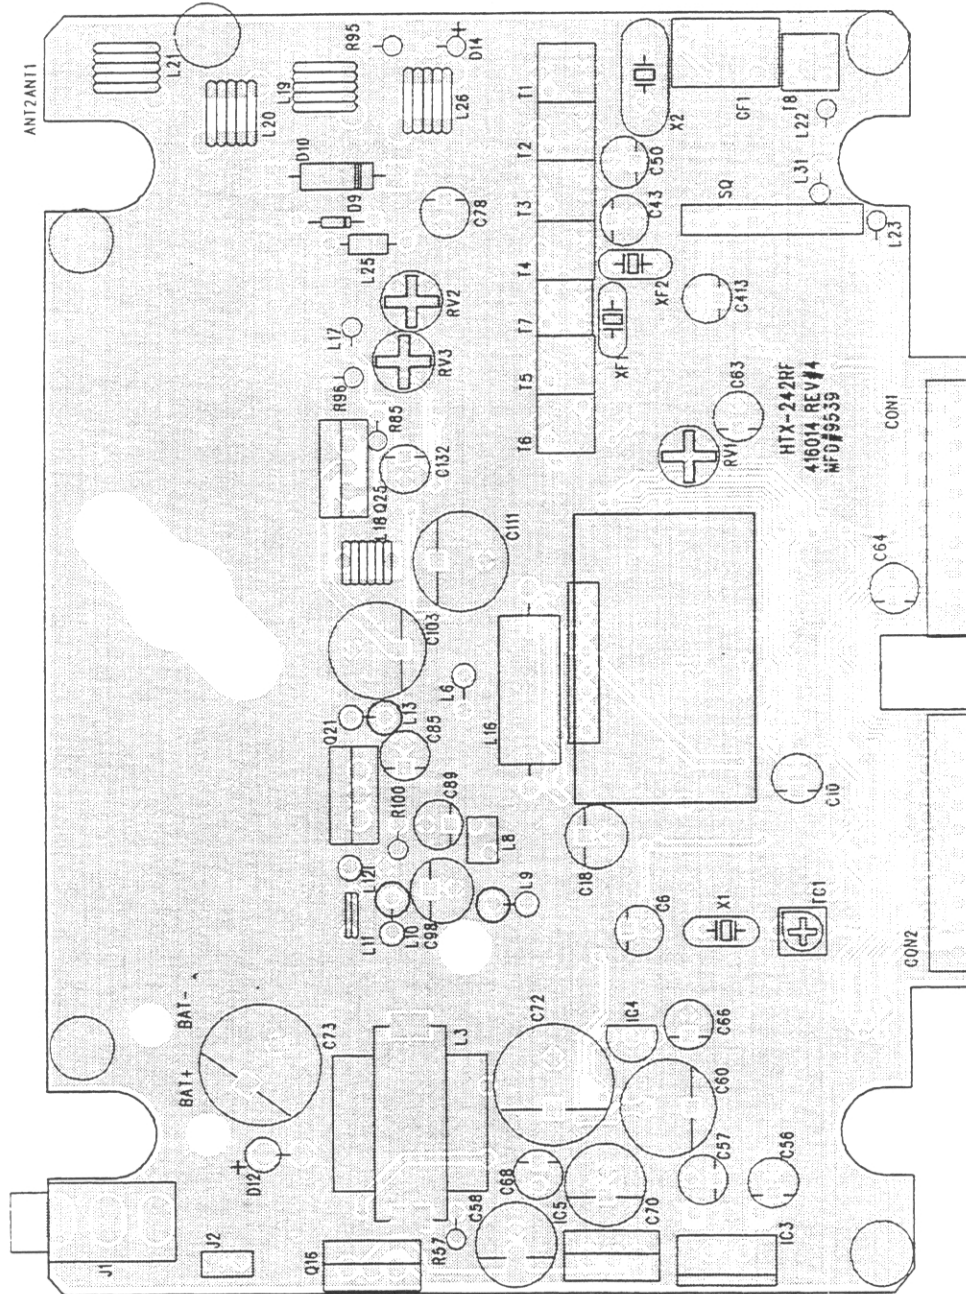 ANT2ANT1
L21
L20
L19
R95
D14
+
L26
T1
X2
CF1
T8
L22
D10
D9
L25
C78
T2
C50
T3
C43
SQ
L31
L23
T4
XF2
C413
RV2
L17
RV3
T7
XF1
T5
R96
R85
C132
T6
RV1
C63
HTX-242RF
416014 REV#4
MFD#9539
CON1
Q25
L18
C111
C64
C103
L6
L16
Q21
L13
C85
C89
R100
L8
C10
C18
L121
L11
L10
C98
L9
C6
X1
TC1
CON2
BAT-
BAT+
C73
L3
C72
IC4
C66
C60
D12
+
C68
C57
C56
C58
IC5
C70
IC3
J1
J2
Q16
R57